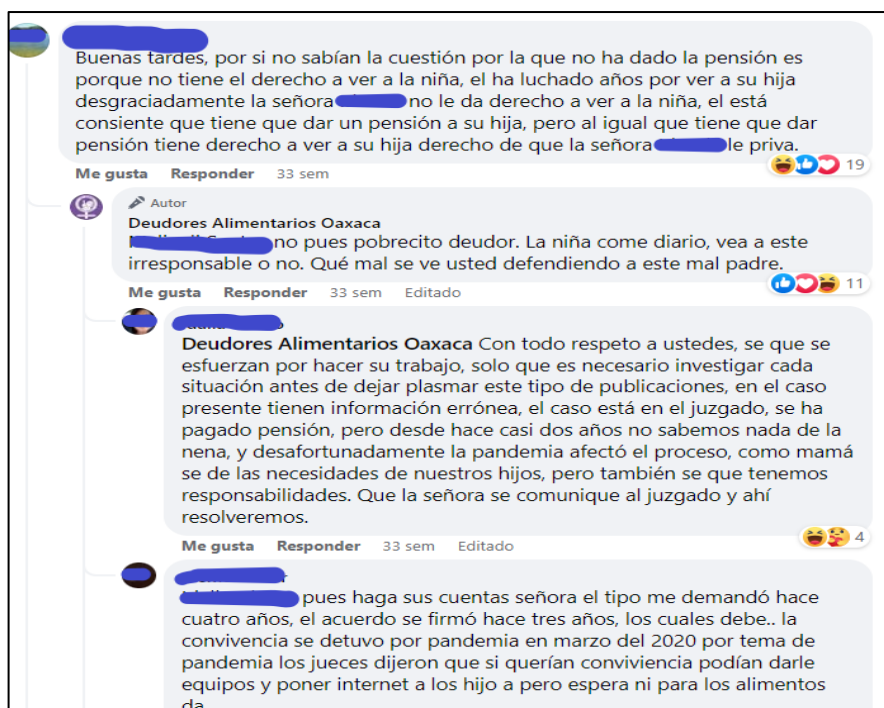 Buenas tardes, por si no sabían la cuestión por la que no ha dado la pensión es
porque no tiene el derecho a ver a la niña, el ha luchado años por ver a su hija
desgraciadamente la señora no le da derecho a ver a la niña, el está
consiente que tiene que dar un pensión a su hija, pero al igual que tiene que dar
pensión tiene derecho a ver a su hija derecho de que la señora le priva.
19
Me gusta Responder 33 sem
Autor
Deudores Alimentarios Oaxaca
no pues pobrecito deudor. La niña come diario, vea a este
irresponsable o no. Qué mal se ve usted defendiendo a este mal padre.
11
Me gusta Responder 33 sem Editado
Deudores Alimentarios Oaxaca Con todo respeto a ustedes, se que se
esfuerzan por hacer su trabajo, solo que es necesario investigar cada
situación antes de dejar plasmar este tipo de publicaciones, en el caso
presente tienen información errónea, el caso está en el juzgado, se ha
pagado pensión, pero desde hace casi dos años no sabemos nada de la
nena, y desafortunadamente la pandemia afectó el proceso, como mamá
se de las necesidades de nuestros hijos, pero también se que tenemos
responsabilidades. Que la señora se comunique al juzgado y ahí
resolveremos.
4
Me gusta Responder 33 sem Editado
pues haga sus cuentas señora el tipo me demandó hace
cuatro años, el acuerdo se firmó hace tres años, los cuales debe.. la
convivencia se detuvo por pandemia en marzo del 2020 por tema de
pandemia los jueces dijeron que si querían conviviencia podían darle
equipos y poner internet a los hijo a pero espera ni para los alimentos
da